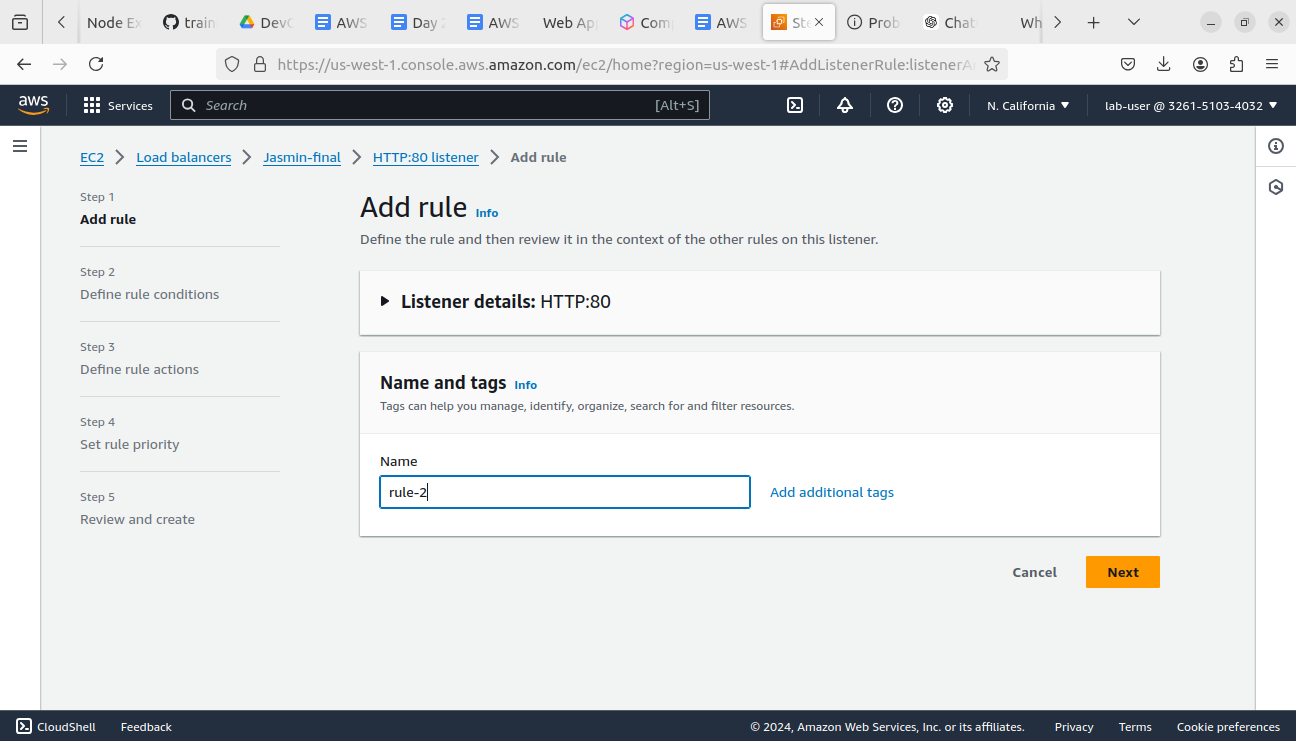 Node Ex
train
DevO
AWS
Day 2
AWS
Web App
Com
AWS
Ste
Prob
Chat
Wh
https://us-west-1.console.aws.amazon.com/ec2/home?region=us-west-1#AddListenerRule:listenerA
aws
Services
Search
[Alt+S]
N. California
lab-user @ 3261-5103-4032
EC2
Load balancers
Jasmin-final
HTTP:80 listener
Add rule
Step 1
Add rule
Step 2
Define rule conditions
Step 3
Define rule actions
Step 4
Set rule priority
Step 5
Review and create
Add rule Info
Define the rule and then review it in the context of the other rules on this listener.
Listener details: HTTP:80
Name and tags Info
Tags can help you manage, identify, organize, search for and filter resources.
Name
rule-2
Add additional tags
Cancel
Next
CloudShell
Feedback
© 2024, Amazon Web Services, Inc. or its affiliates.
Privacy
Terms
Cookie preferences